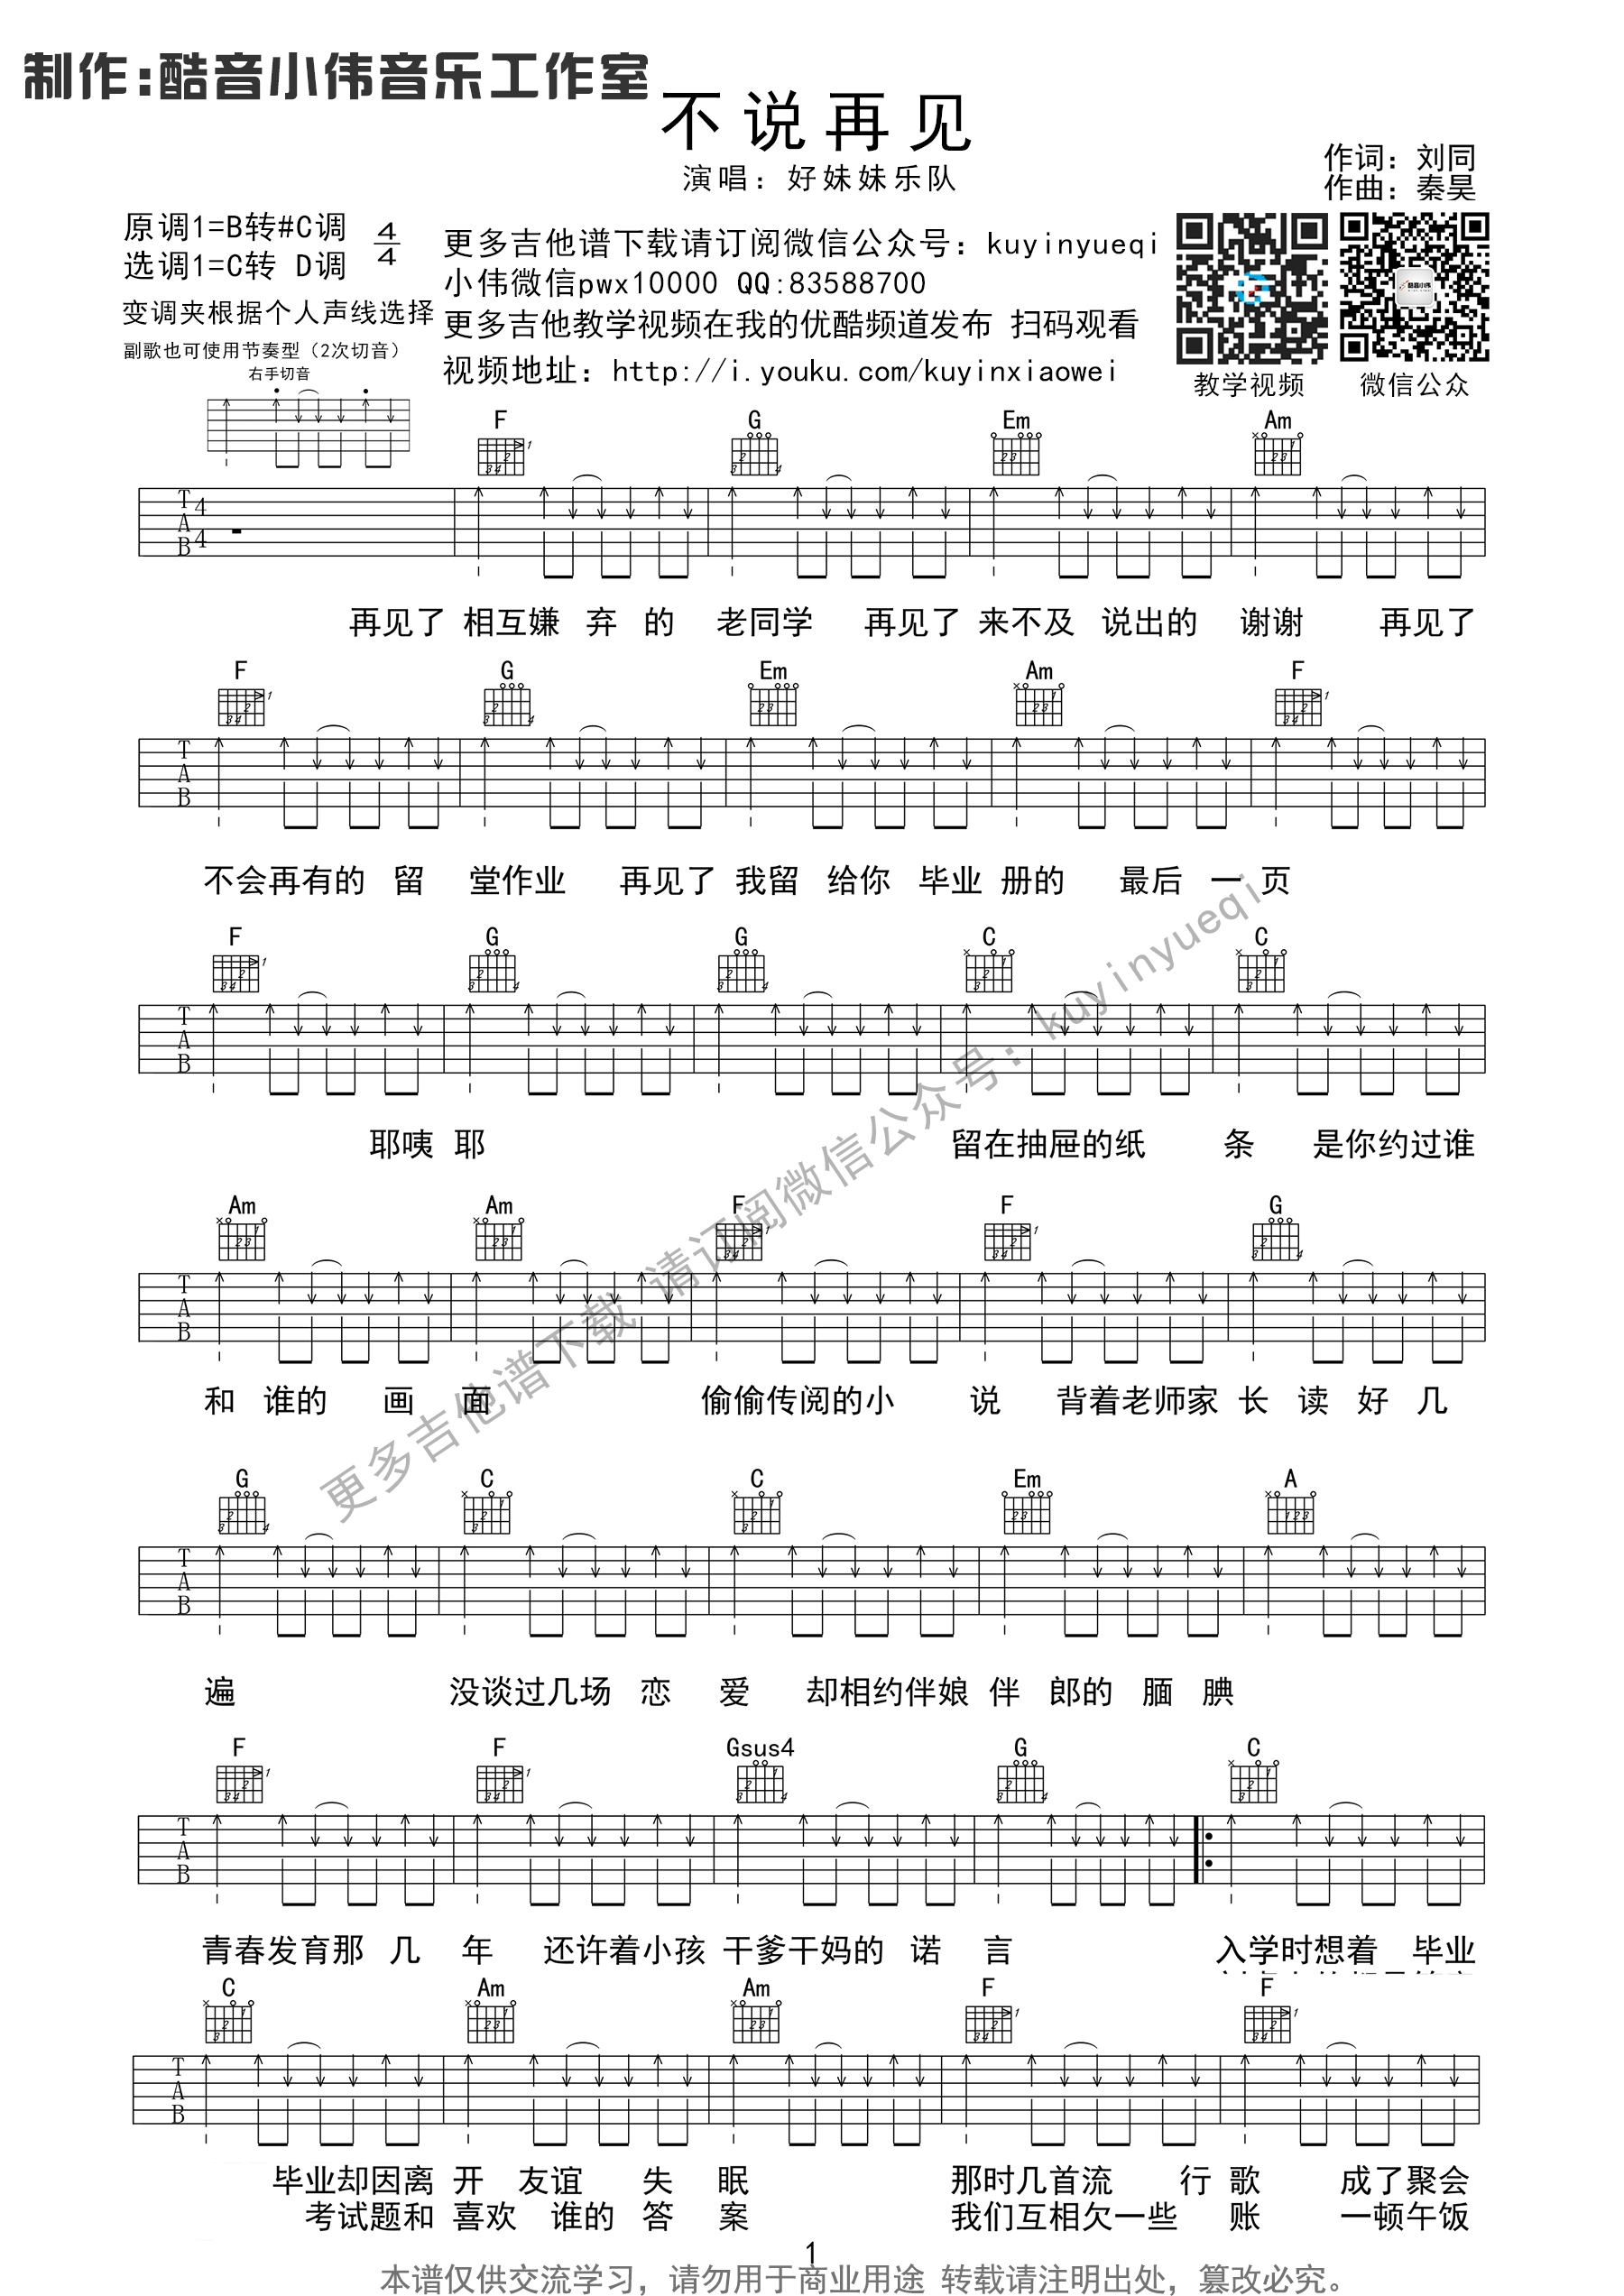 制作:酷音小伟音乐工作室
不说再见
演唱：好妹妹乐队
作词：刘同
作曲：秦昊
原调1=B转#C调 4/4
选调1=C转 D调
变调夹根据个人声线选择
副歌也可使用节奏型（2次切音）
右手切音
更多吉他谱下载请订阅微信公众号：kuyinyueqi
小伟微信pwx10000 QQ:83588700
更多吉他教学视频在我的优酷频道发布 扫码观看
视频地址：http://i.youku.com/kuyinxiaowei
教学视频 微信公众
F G Em Am
T A B 4 4
再见了 相互嫌 弃 的 老同学 再见了 来不及 说出的 谢谢 再见了
F G Em Am F
T A B
不会再有的 留 堂作业 再见了 我留 给你 毕业 册的 最后 一 页
F G G C C
T A B
耶咦 耶 留在抽屉的纸 条 是你约过谁
Am Am F F G
T A B
和 谁的 画 面 偷偷传阅的小 说 背着老师家 长 读 好 几
G C C Em A
T A B
遍 没谈过几场 恋 爱 却相约伴娘 伴 郎的 腼 腆
F F Gsus4 G C
T A B
青春发育那 几 年 还许着小孩 干爹干妈的 诺 言 入学时想着 毕业
C Am Am F F
T A B
毕业却因离 开 友谊 失 眠 那时几首流 行 歌 成了聚会
考试题和 喜欢 谁的 答 案 我们互相欠一些 账 一顿午饭
更多吉他谱下载 请订阅微信公众号：kuyinyueqi
1
本谱仅供交流学习，请勿用于商业用途 转载请注明出处，篡改必究。